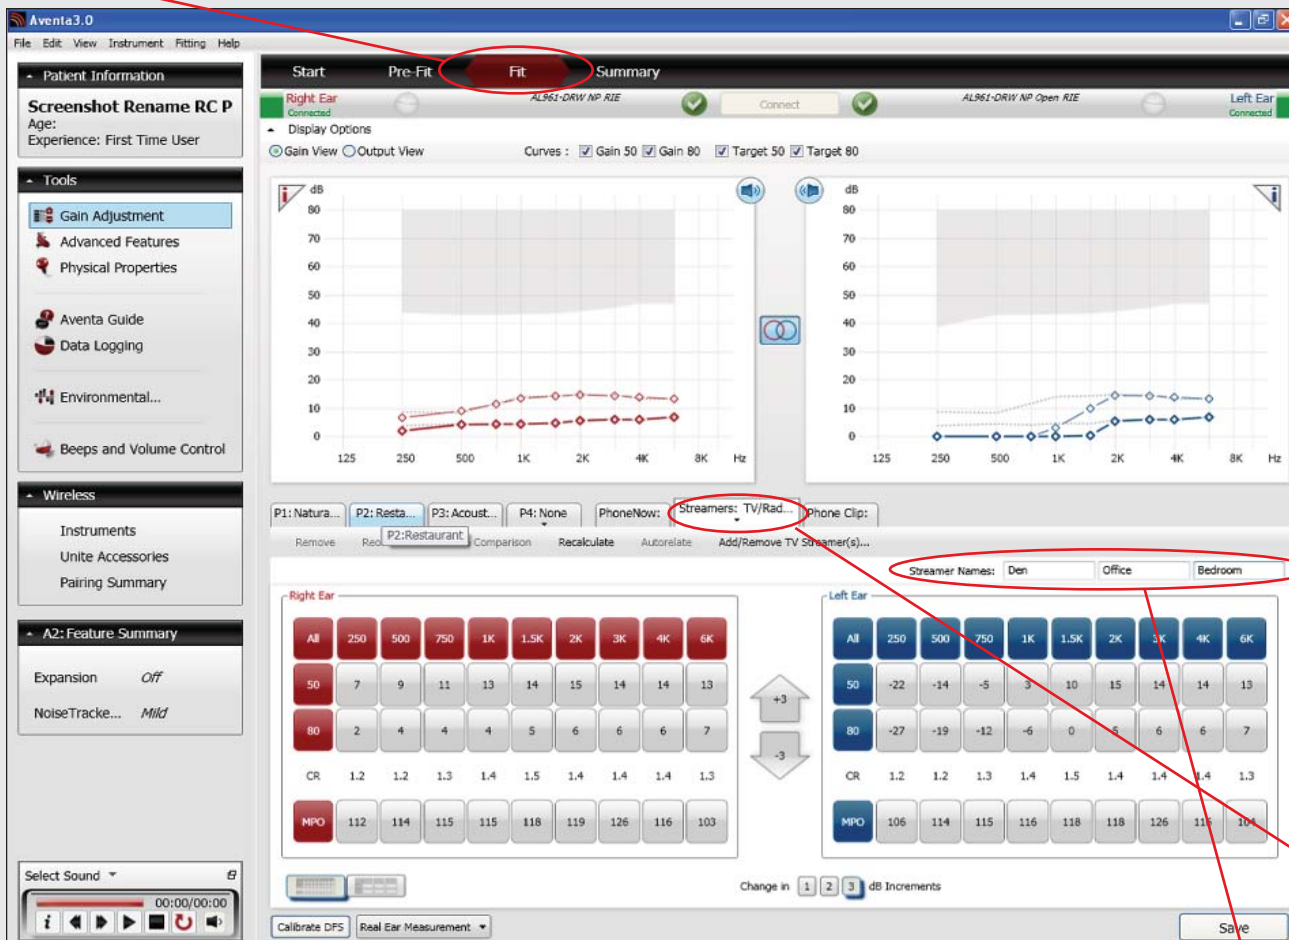 Aventa3.0
File Edit View Instrument Fitting Help
Patient Information
Screenshot Rename RC P
Age:
Experience: First Time User
Tools
Gain Adjustment
Advanced Features
Physical Properties
Aventa Guide
Data Logging
Environmental...
Beeps and Volume Control
Wireless
Instruments
Unite Accessories
Pairing Summary
A2: Feature Summary
Expansion Off
NoiseTracke... Mild
Select Sound
00:00/00:00
Start Pre-Fit Fit Summary
Right Ear AL961-DRW NP RIE Connect AL961-DRW NP Open RIE Left Ear
Connected Connected
Display Options
Gain View Output View Curves : Gain 50 Gain 80 Target 50 Target 80
dB
80
70
60
50
40
30
20
10
0
125 250 500 1K 2K 4K 8K Hz
dB
80
70
60
50
40
30
20
10
0
125 250 500 1K 2K 4K 8K Hz
P1: Natura... P2: Resta... P3: Acoust... P4: None PhoneNow: Streamers: TV/Rad... Phone Clip:
P2:Restaurant
Remove Comparison Recalculate Autorelate Add/Remove TV Streamer(s)...
Streamer Names: Den Office Bedroom
Right Ear
All 250 500 750 1K 1.5K 2K 3K 4K 6K
50 7 9 11 13 14 15 14 14 13
80 2 4 4 4 5 6 6 6 7
CR 1.2 1.2 1.3 1.4 1.5 1.4 1.4 1.4 1.3
MPO 112 114 115 115 118 119 126 116 103
+3
-3
Left Ear
All 250 500 750 1K 1.5K 2K 3K 4K 6K
50 -22 -14 -5 3 10 15 14 14 13
80 -27 -19 -12 -6 0 5 6 6 7
CR 1.2 1.2 1.3 1.4 1.5 1.4 1.4 1.4 1.3
MPO 106 114 115 116 118 118 126 116 104
Change in 1 2 3 dB Increments
Calibrate DFS Real Ear Measurement Save